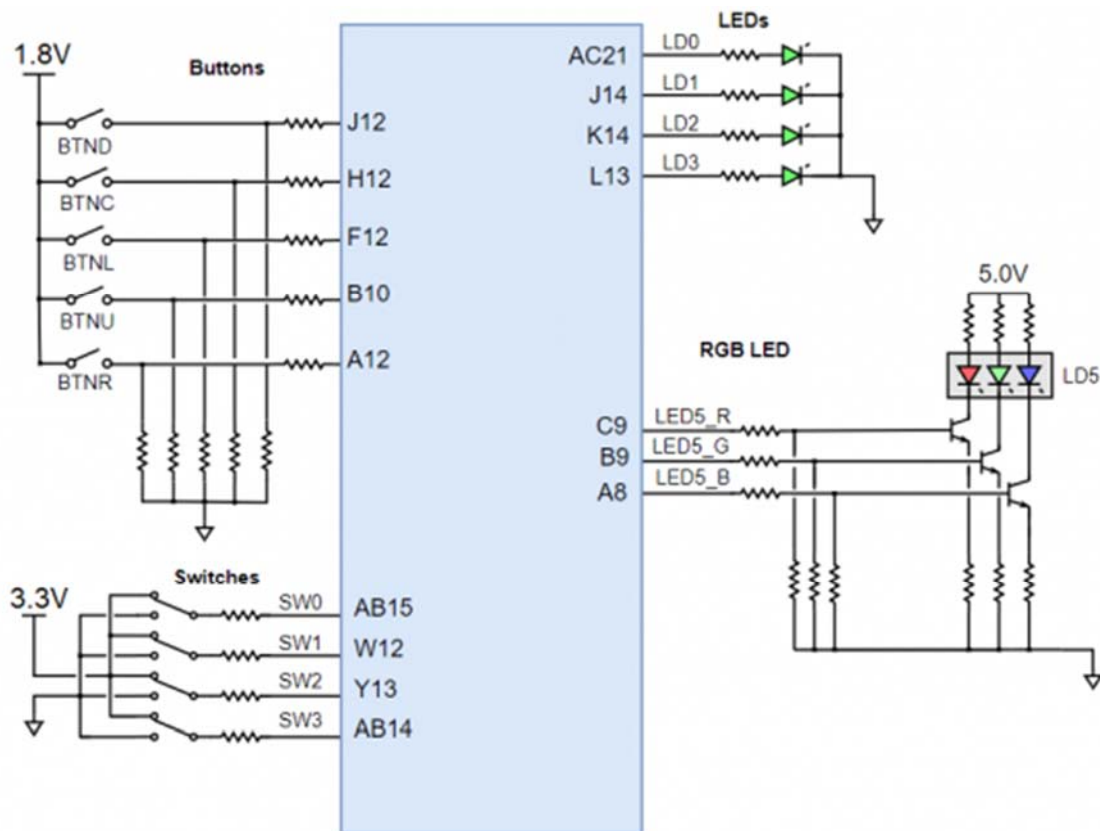 1.8V
Buttons
BTND
J12
BTNC
H12
BTNL
F12
BTNU
B10
BTNR
A12
Switches
3.3V
SW0
AB15
SW1
W12
SW2
Y13
SW3
AB14
LEDs
AC21
LD0
J14
LD1
K14
LD2
L13
LD3
5.0V
RGB LED
LD5
C9
LED5_R
B9
LED5_G
A8
LED5_B